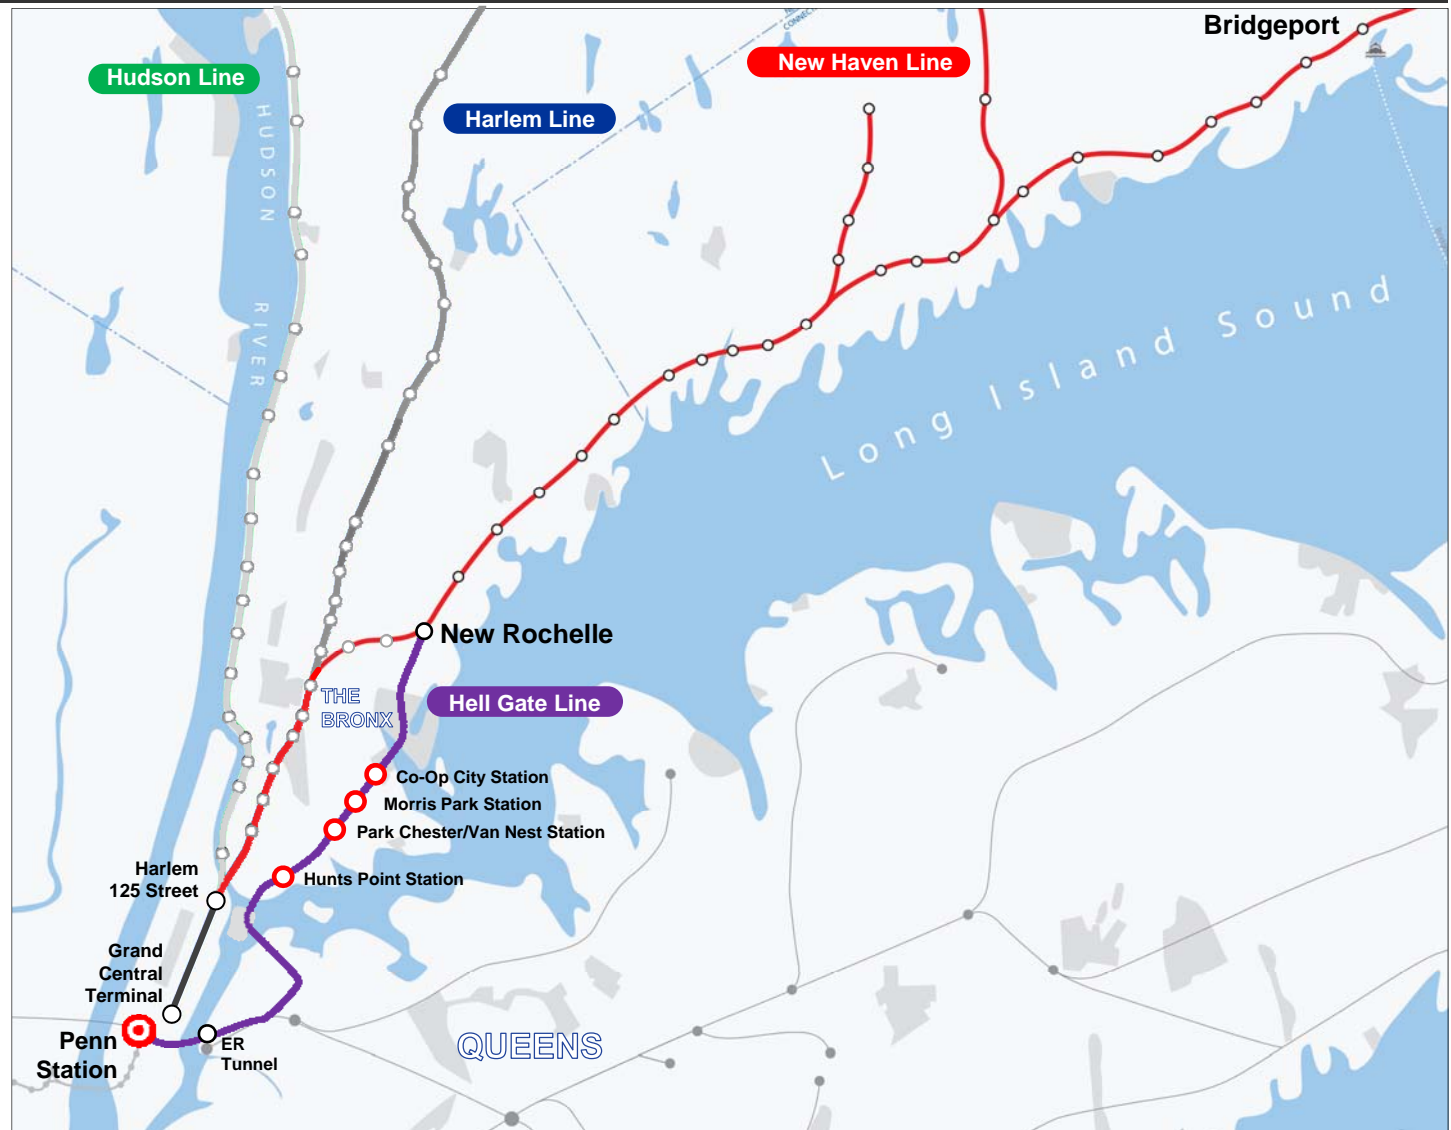 Bridgeport
New Haven Line
Hudson Line
Harlem Line
HUDSON
RIVER
Long Island Sound
New Rochelle
THE
BRONX
Hell Gate Line
Co-Op City Station
Morris Park Station
Park Chester/Van Nest Station
Hunts Point Station
Harlem
125 Street
Grand
Central
Terminal
Penn
Station
ER
Tunnel
QUEENS